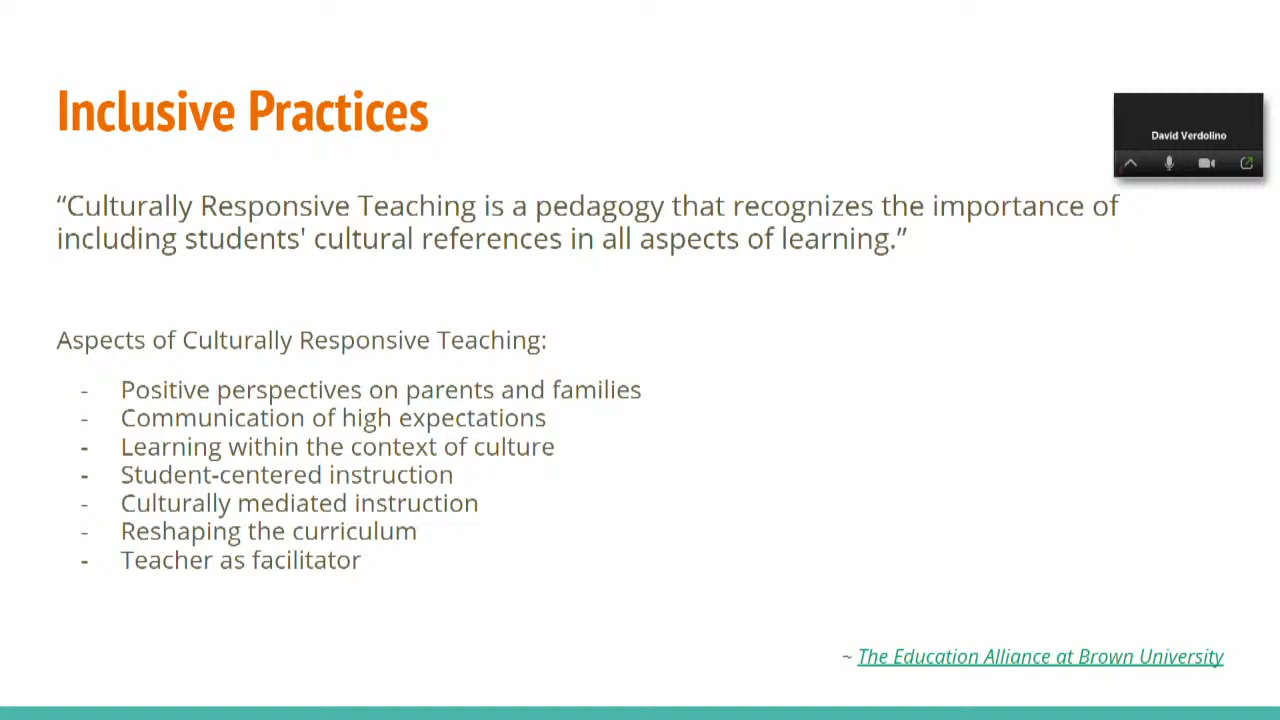 Inclusive Practices
David Verdolino
“Culturally Responsive Teaching is a pedagogy that recognizes the importance of
including students' cultural references in all aspects of learning.”
Aspects of Culturally Responsive Teaching:
- Positive perspectives on parents and families
- Communication of high expectations
- Learning within the context of culture
- Student-centered instruction
- Culturally mediated instruction
- Reshaping the curriculum
- Teacher as facilitator
~ The Education Alliance at Brown University